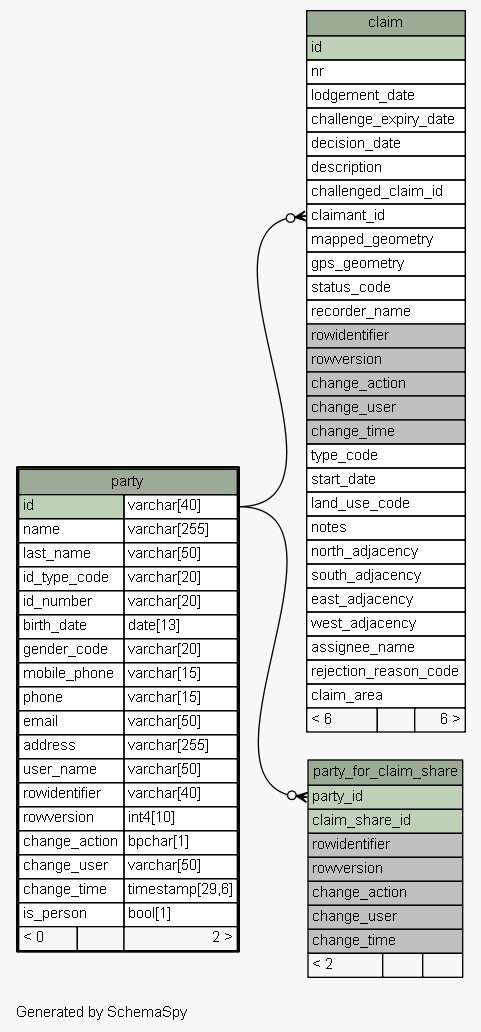 claim
id
nr
lodgement_date
challenge_expiry_date
decision_date
description
challenged_claim_id
claimant_id
mapped_geometry
gps_geometry
status_code
recorder_name
rowidentifier
rowversion
change_action
change_user
change_time
type_code
start_date
land_use_code
notes
north_adjacency
south_adjacency
east_adjacency
west_adjacency
assignee_name
rejection_reason_code
claim_area
< 6 6 >
party
id varchar[40]
name varchar[255]
last_name varchar[50]
id_type_code varchar[20]
id_number varchar[20]
birth_date date[13]
gender_code varchar[20]
mobile_phone varchar[15]
phone varchar[15]
email varchar[50]
address varchar[255]
user_name varchar[50]
rowidentifier varchar[40]
rowversion int4[10]
change_action bpchar[1]
change_user varchar[50]
change_time timestamp[29,6]
is_person bool[1]
< 0 2 >
party_for_claim_share
party_id
claim_share_id
rowidentifier
rowversion
change_action
change_user
change_time
< 2
Generated by SchemaSpy